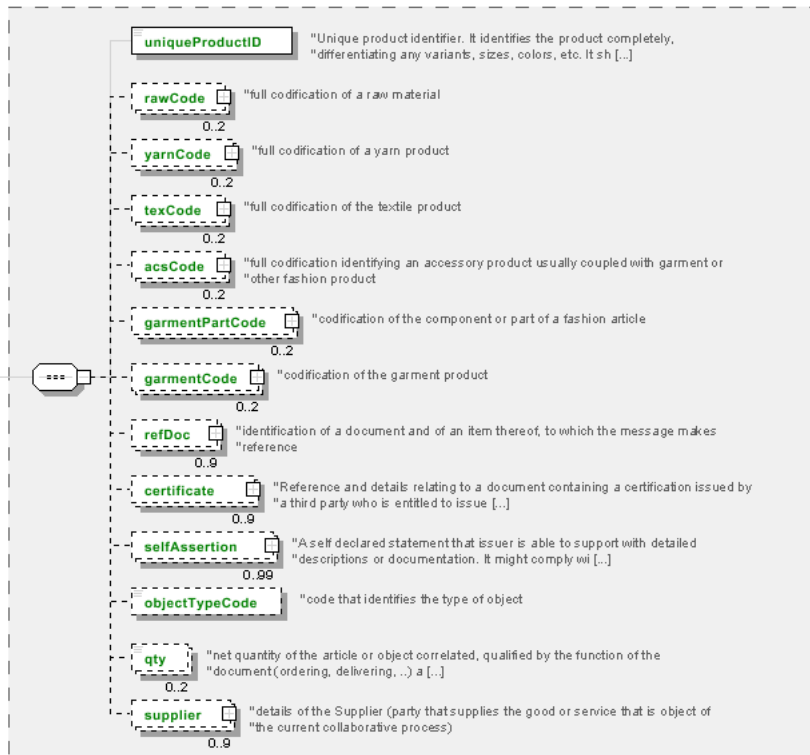 uniqueProductID
"Unique product identifier. It identifies the product completely,
"differentiating any variants, sizes, colors, etc. It sh [...]
rawCode
"full codification of a raw material
0..2
yarnCode
"full codification of a yarn product
0..2
texCode
"full codification of the textile product
0..2
acsCode
"full codification identifying an accessory product usually coupled with garment or
"other fashion product
0..2
garmentPartCode
"codification of the component or part of a fashion article
0..2
garmentCode
"codification of the garment product
0..2
refDoc
"identification of a document and of an item thereof, to which the message makes
"reference
0..9
certificate
"Reference and details relating to a document containing a certification issued by
"a third party who is entitled to issue [...]
0..9
selfAssertion
"A self declared statement that issuer is able to support with detailed
"descriptions or documentation. It might comply wi [...]
0..99
objectTypeCode
"code that identifies the type of object
qty
"net quantity of the article or object correlated, qualified by the function of the
"document (ordering, delivering, ..) a [...]
0..2
supplier
"details of the Supplier (party that supplies the good or service that is object of
"the current collaborative process)
0..9